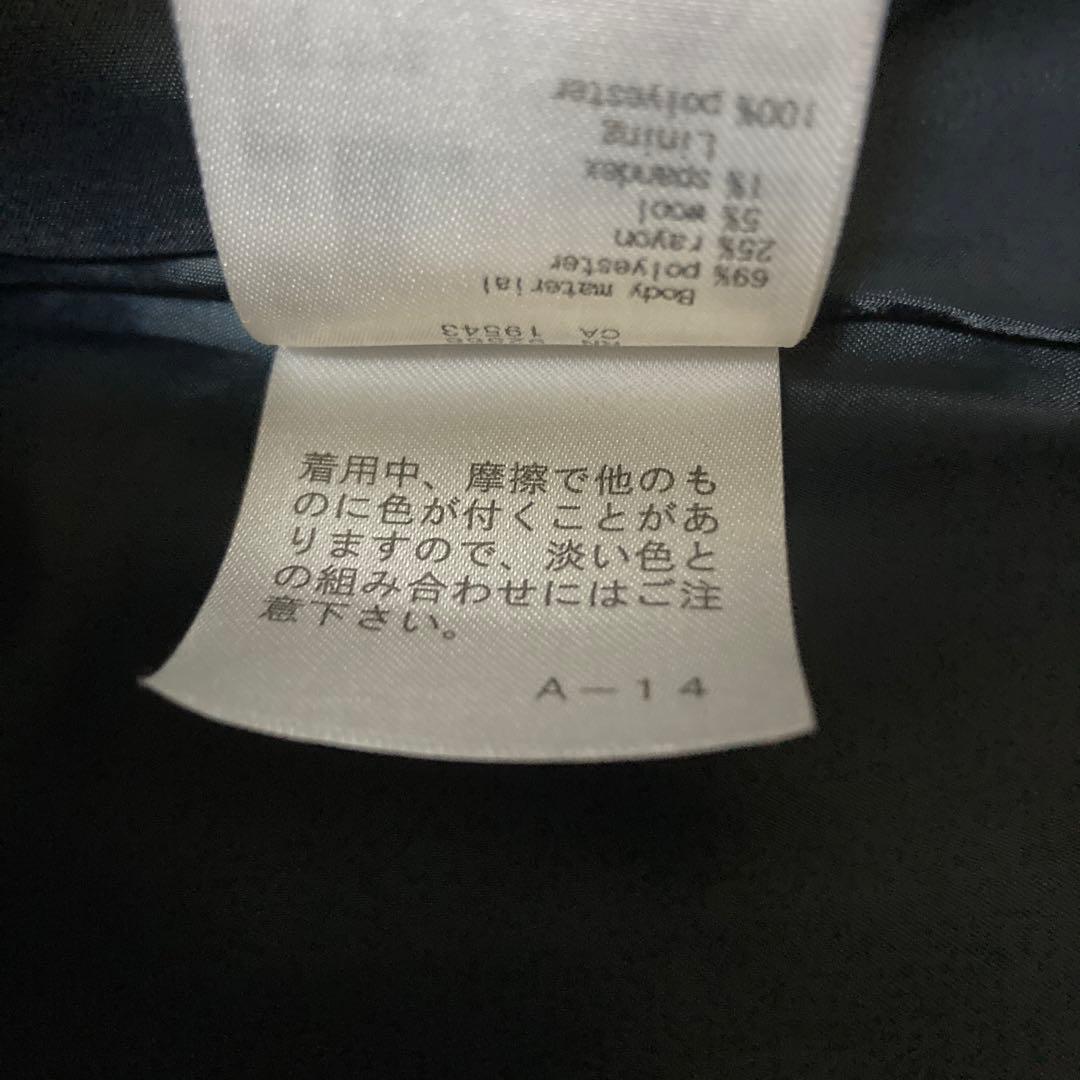 RN 92966
CA 19543
Body material
69% polyester
25% rayon
5% wool
1% spandex
Lining
100% polyester
着用中、摩擦で他のも
のに色が付くことがあ
りますので、淡い色と
の組み合わせにはご注
意下さい。
A-14